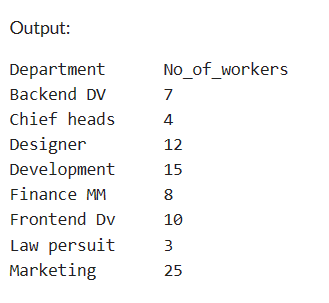 Output:
Department No_of_workers
Backend DV 7
Chief heads 4
Designer 12
Development 15
Finance MM 8
Frontend Dv 10
Law persuit 3
Marketing 25